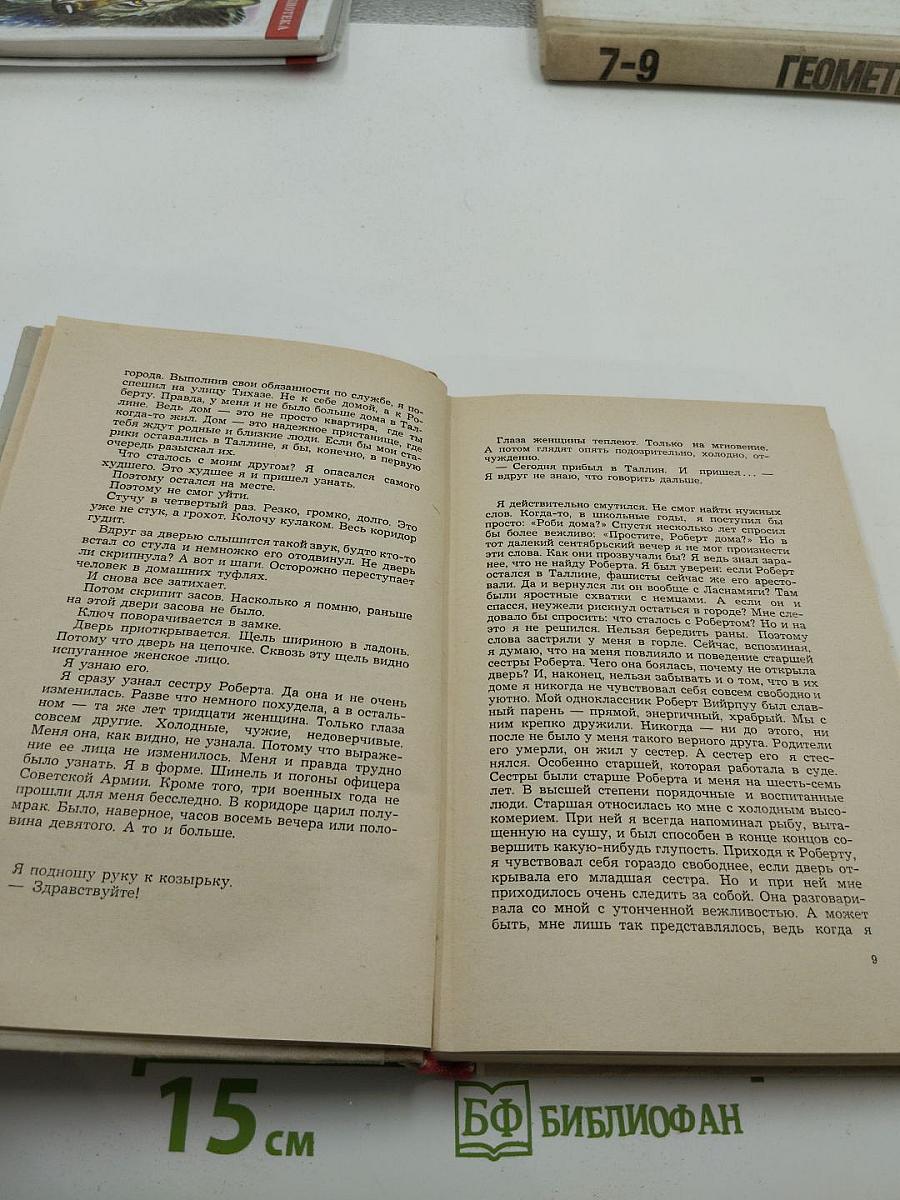 ИОТЕКА
7-9
ГЕОМЕТ
города. Выполнив свои обязанности по службе, я по-
спешил на улицу Тихазе. Не к себе домой, а к Ро-
берту. Правда, у меня и не было больше дома в Тал-
лине. Ведь дом — это не просто квартира, где ты
когда-то жил. Дом — это надежное пристанище, где
тебя ждут родные и близкие люди. Если бы мои ста-
рики оставались в Таллине, я бы, конечно, в первую
очередь разыскал их.
Что сталось с моим другом? Я опасался самого
худшего. Это худшее я и пришел узнать.
Поэтому остался на месте.
Поэтому не смог уйти.
Стучу в четвертый раз. Резко, громко, долго. Это
уже не стук, а грохот. Колочу кулаком. Весь коридор
гудит.
Вдруг за дверью слышится такой звук, будто кто-то
встал со стула и немножко его отодвинул. Не дверь
ли скрипнула? А вот и шаги. Осторожно переступает
человек в домашних туфлях.
И снова все затихает.
Потом скрипит засов. Насколько я помню, раньше
на этой двери засова не было.
Ключ поворачивается в замке.
Дверь приоткрывается. Щель шириною в ладонь.
Потому что дверь на цепочке. Сквозь эту щель видно
испуганное женское лицо.
Я узнаю его.
Я сразу узнал сестру Роберта. Да она и не очень
изменилась. Разве что немного похудела, а в осталь-
ном — та же лет тридцати женщина. Только глаза
совсем другие. Холодные, чужие, недоверчивые.
Меня она, как видно, не узнала. Потому что выраже-
ние ее лица не изменилось. Меня и правда трудно
было узнать. Я в форме. Шинель и погоны офицера
Советской Армии. Кроме того, три военных года не
прошли для меня бесследно. В коридоре царил полу-
мрак. Было, наверное, часов восемь вечера или поло-
вина девятого. А то и больше.
Я подношу руку к козырьку.
— Здравствуйте!
Глаза женщины теплеют. Только на мгновение.
А потом глядят опять подозрительно, холодно, от-
чужденно.
— Сегодня прибыл в Таллин. И пришел... —
Я вдруг не знаю, что говорить дальше.
Я действительно смутился. Не смог найти нужных
слов. Когда-то, в школьные годы, я поступил бы
просто: «Роби дома?» Спустя несколько лет спросил
бы более вежливо: «Простите, Роберт дома?» Но в
тот далекий сентябрьский вечер я не мог произнести
эти слова. Как они прозвучали бы? Я ведь знал зара-
нее, что не найду Роберта. Я был уверен: если Роберт
остался в Таллине, фашисты сейчас же его аресто-
вали. Да и вернулся ли он вообще с Ласнамяги? Там
были яростные схватки с немцами. А если он и
спасся, неужели рискнул остаться в городе? Мне сле-
довало бы спросить: что сталось с Робертом? Но и на
это я не решился. Нельзя бередить раны. Поэтому
слова застряли у меня в горле. Сейчас, вспоминая,
я думаю, что на меня повлияло и поведение старшей
сестры Роберта. Чего она боялась, почему не открыла
дверь? И, наконец, нельзя забывать и о том, что в их
доме я никогда не чувствовал себя совсем свободно и
уютно. Мой одноклассник Роберт Вийрпуу был слав-
ный парень — прямой, энергичный, храбрый. Мы с
ним крепко дружили. Никогда — ни до этого, ни
после не было у меня такого верного друга. Родители
его умерли, он жил у сестер. А сестер его я стес-
нялся. Особенно старшей, которая работала в суде.
Сестры были старше Роберта и меня на шесть-семь
лет. В высшей степени порядочные и воспитанные
люди. Старшая относилась ко мне с холодным высо-
комерием. При ней я всегда напоминал рыбу, выта-
щенную на сушу, и был способен в конце концов со-
вершить какую-нибудь глупость. Приходя к Роберту,
я чувствовал себя гораздо свободнее, если дверь от-
крывала его младшая сестра. Но и при ней мне
приходилось очень следить за собой. Она разговари-
вала со мной с утонченной вежливостью. А может
быть, мне лишь так представлялось, ведь когда я
9
15 см
БФ БИБЛИОФАН